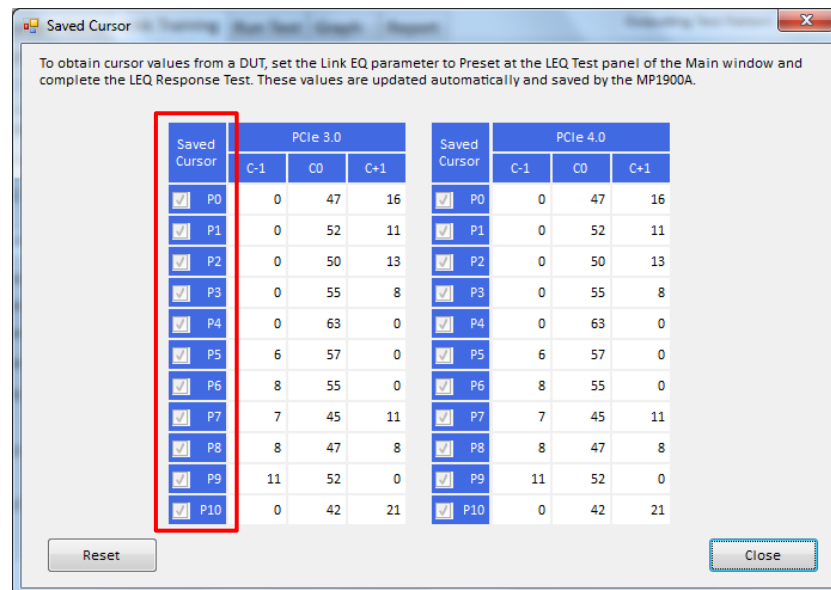 Saved Cursor
To obtain cursor values from a DUT, set the Link EQ parameter to Preset at the LEQ Test panel of the Main window and
complete the LEQ Response Test. These values are updated automatically and saved by the MP1900A.
Saved Cursor PCIe 3.0 Saved Cursor PCIe 4.0
C-1 C0 C+1 C-1 C0 C+1
P0 0 47 16 P0 0 47 16
P1 0 52 11 P1 0 52 11
P2 0 50 13 P2 0 50 13
P3 0 55 8 P3 0 55 8
P4 0 63 0 P4 0 63 0
P5 6 57 0 P5 6 57 0
P6 8 55 0 P6 8 55 0
P7 7 45 11 P7 7 45 11
P8 8 47 8 P8 8 47 8
P9 11 52 0 P9 11 52 0
P10 0 42 21 P10 0 42 21
Reset Close